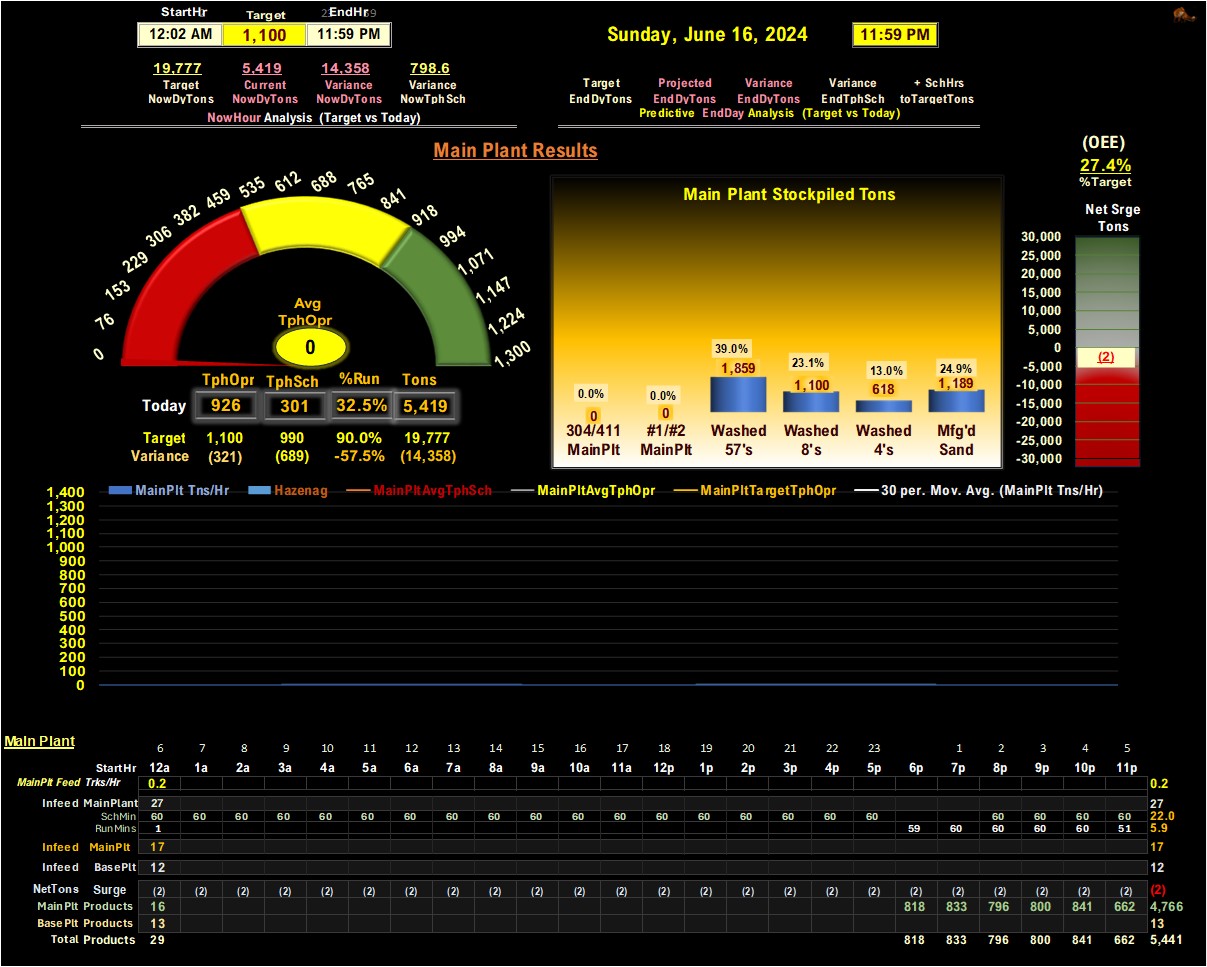 StartHr Target EndHr
12:02 AM 1,100 11:59 PM
Sunday, June 16, 2024 11:59 PM
19,777 5,419 14,358 798.6
Target Current Variance Variance
NowDyTons NowDyTons NowDyTons NowTphSch
NowHour Analysis (Target vs Today)
Target Projected Variance Variance + SchHrs
EndDyTons EndDyTons EndDyTons EndTphSch toTargetTons
Predictive EndDay Analysis (Target vs Today)
Main Plant Results
(OEE)
27.4%
%Target
Net Srge
Tons
0 76 153 229 306 382 459 535 612 688 765 841 918 994 1,071 1,147 1,224 1,300
Avg
TphOpr
0
TphOpr TphSch %Run Tons
Today 926 301 32.5% 5,419
Target 1,100 990 90.0% 19,777
Variance (321) (689) -57.5% (14,358)
Main Plant Stockpiled Tons
0.0% 0.0% 39.0% 23.1% 13.0% 24.9%
0 0 1,859 1,100 618 1,189
304/411 #1/#2 Washed Washed Washed Mfg'd
MainPlt MainPlt 57's 8's 4's Sand
30,000
25,000
20,000
15,000
10,000
5,000
0
-5,000
-10,000
-15,000
-20,000
-25,000
-30,000
(2)
MainPlt Tns/Hr Hazenag MainPltAvgTphSch MainPltAvgTphOpr MainPltTargetTphOpr 30 per. Mov. Avg. (MainPlt Tns/Hr)
1,400
1,300
1,100
1,000
900
800
700
600
500
400
300
200
100
0
Main Plant
6 7 8 9 10 11 12 13 14 15 16 17 18 19 20 21 22 23 1 2 3 4 5
StartHr 12a 1a 2a 3a 4a 5a 6a 7a 8a 9a 10a 11a 12p 1p 2p 3p 4p 5p 6p 7p 8p 9p 10p 11p
MainPlt Feed Trks/Hr 0.2 0.2
Infeed MainPlant 27 27
SchMin 60 60 60 60 60 60 60 60 60 60 60 60 60 60 60 60 60 60 60 60 60 60 22.0
RunMins 1 59 60 60 60 60 51 5.9
Infeed MainPlt 17 17
Infeed BasePlt 12 12
NetTons Surge (2) (2) (2) (2) (2) (2) (2) (2) (2) (2) (2) (2) (2) (2) (2) (2) (2) (2) (2) (2) (2) (2) (2) (2) (2)
MainPlt Products 16 818 833 796 800 841 662 4,766
BasePlt Products 13 13
Total Products 29 818 833 796 800 841 662 5,441